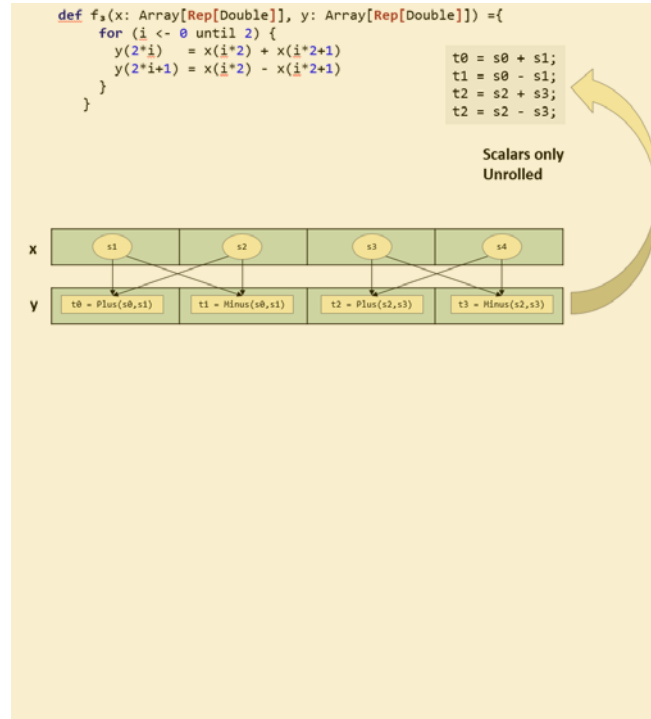 def f₃(x: Array[Rep[Double]], y: Array[Rep[Double]]) ={
for (i <- 0 until 2) {
y(2*i)   = x(i*2) + x(i*2+1)
y(2*i+1) = x(i*2) - x(i*2+1)
}
}
t0 = s0 + s1;
t1 = s0 - s1;
t2 = s2 + s3;
t2 = s2 - s3;
Scalars only
Unrolled
x s1 s2 s3 s4
y t0 = Plus(s0,s1) t1 = Minus(s0,s1) t2 = Plus(s2,s3) t3 = Minus(s2,s3)